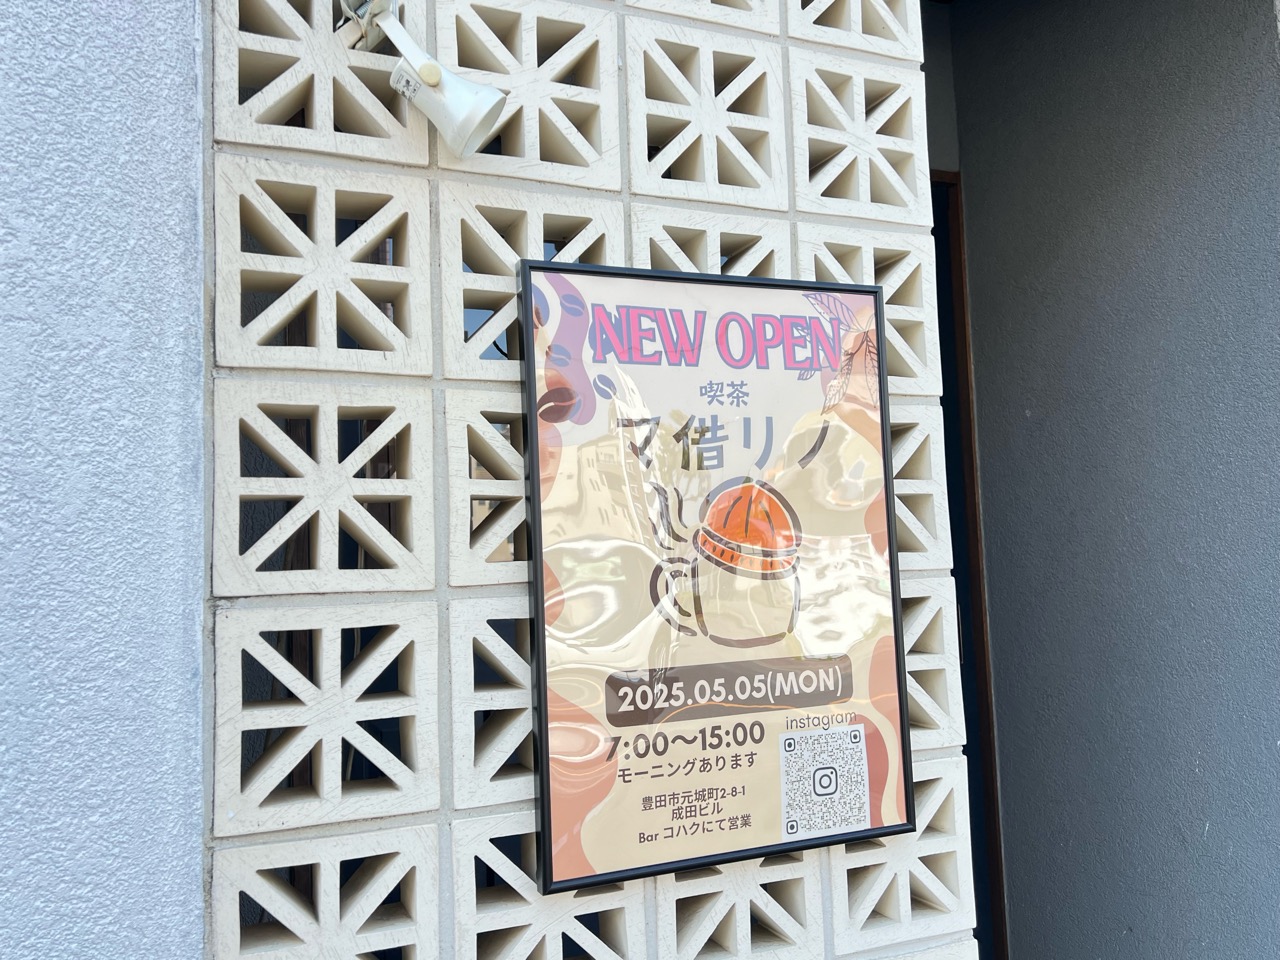 NEW OPEN
喫茶
マ借リノ
2025.05.05(MON)
7:00〜15:00
モーニングあります
instagram
豊田市元城町2-8-1
成田ビル
Bar コハクにて営業